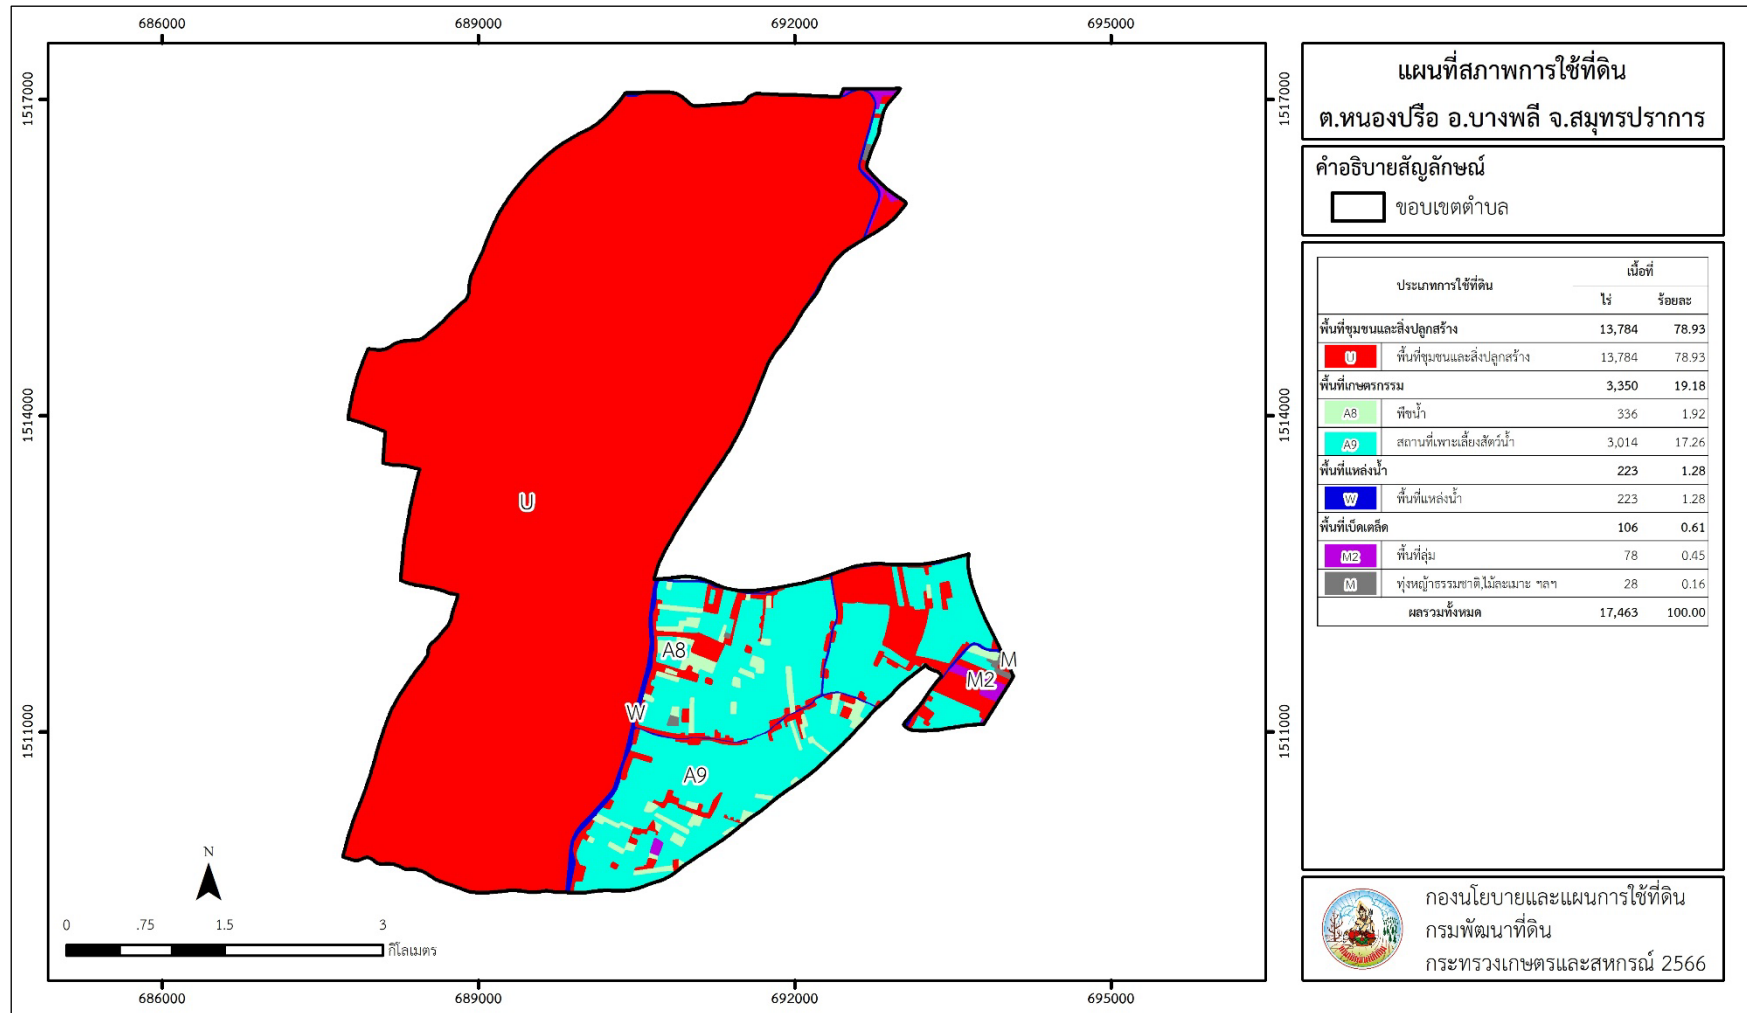 686000
689000
692000
695000
1517000
1514000
1511000
1517000
1514000
1511000
686000
689000
692000
695000
U
A8
W
A9
M
M2
N
0
.75
1.5
3
กิโลเมตร
แผนที่สภาพการใช้ที่ดิน
ต.หนองปรือ อ.บางพลี จ.สมุทรปราการ
คำอธิบายสัญลักษณ์
ขอบเขตตำบล
ประเภทการใช้ที่ดิน เนื้อที่
ไร่ ร้อยละ
พื้นที่ชุมชนและสิ่งปลูกสร้าง 13,784 78.93
U พื้นที่ชุมชนและสิ่งปลูกสร้าง 13,784 78.93
พื้นที่เกษตรกรรม 3,350 19.18
A8 พืชน้ำ 336 1.92
A9 สถานที่เพาะเลี้ยงสัตว์น้ำ 3,014 17.26
พื้นที่แหล่งน้ำ 223 1.28
W พื้นที่แหล่งน้ำ 223 1.28
พื้นที่เบ็ดเตล็ด 106 0.61
M2 พื้นที่ลุ่ม 78 0.45
M ทุ่งหญ้าธรรมชาติ,ไม้ละเมาะ ฯลฯ 28 0.16
ผลรวมทั้งหมด 17,463 100.00
กองนโยบายและแผนการใช้ที่ดิน
กรมพัฒนาที่ดิน
กระทรวงเกษตรและสหกรณ์ 2566